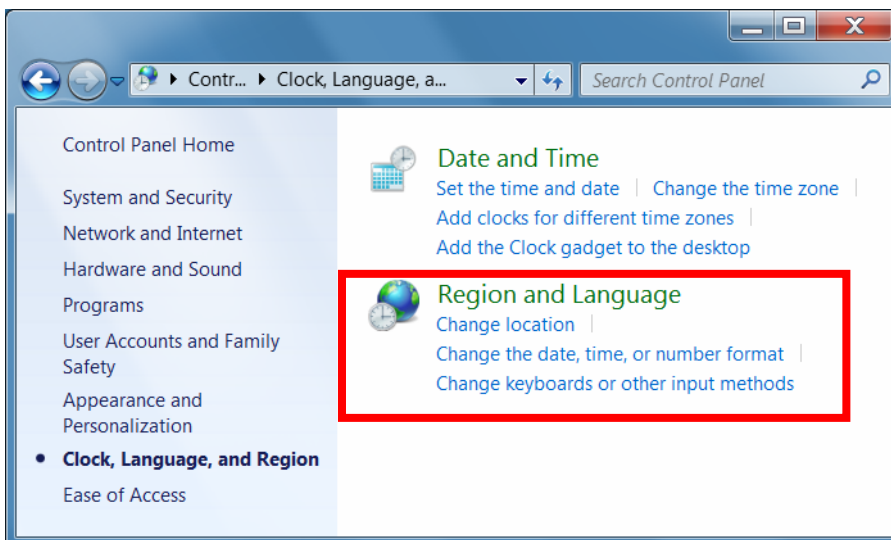 Contr... Clock, Language, a...
Search Control Panel
Control Panel Home
System and Security
Network and Internet
Hardware and Sound
Programs
User Accounts and Family
Safety
Appearance and
Personalization
Clock, Language, and Region
Ease of Access
Date and Time
Set the time and date
Change the time zone
Add clocks for different time zones
Add the Clock gadget to the desktop
Region and Language
Change location
Change the date, time, or number format
Change keyboards or other input methods